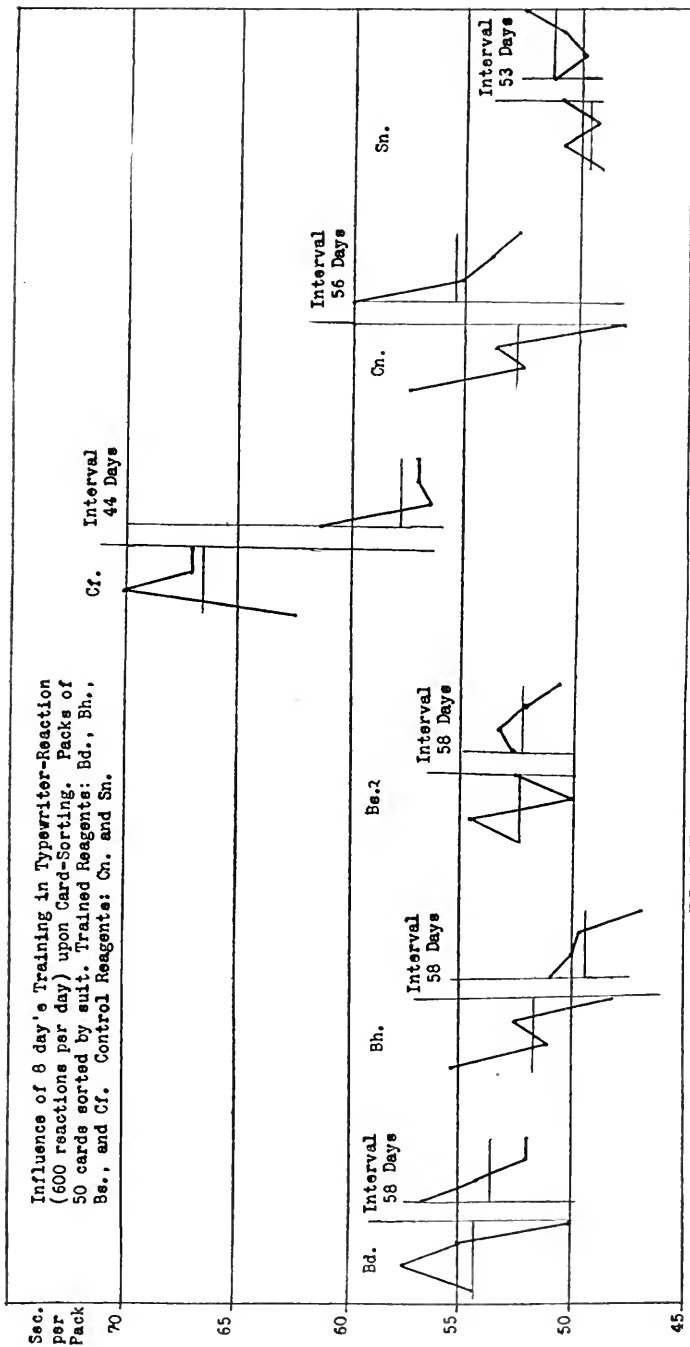 Sec.
per
Pack
Influence of 8 day's Training in Typewriter-Reaction
(600 reactions per day) upon Card-Sorting. Packs of
50 cards sorted by suit. Trained Reagents: Bd., Bh.,
Bs., and Cf. Control Reagents: Cn. and Sn.
70
65
60
55
50
45
Bd.
Interval
58 Days
Bh.
Interval
58 Days
Bs.2
Interval
58 Days
Cf.
Interval
44 Days
Cn.
Interval
56 Days
Sn.
Interval
53 Days